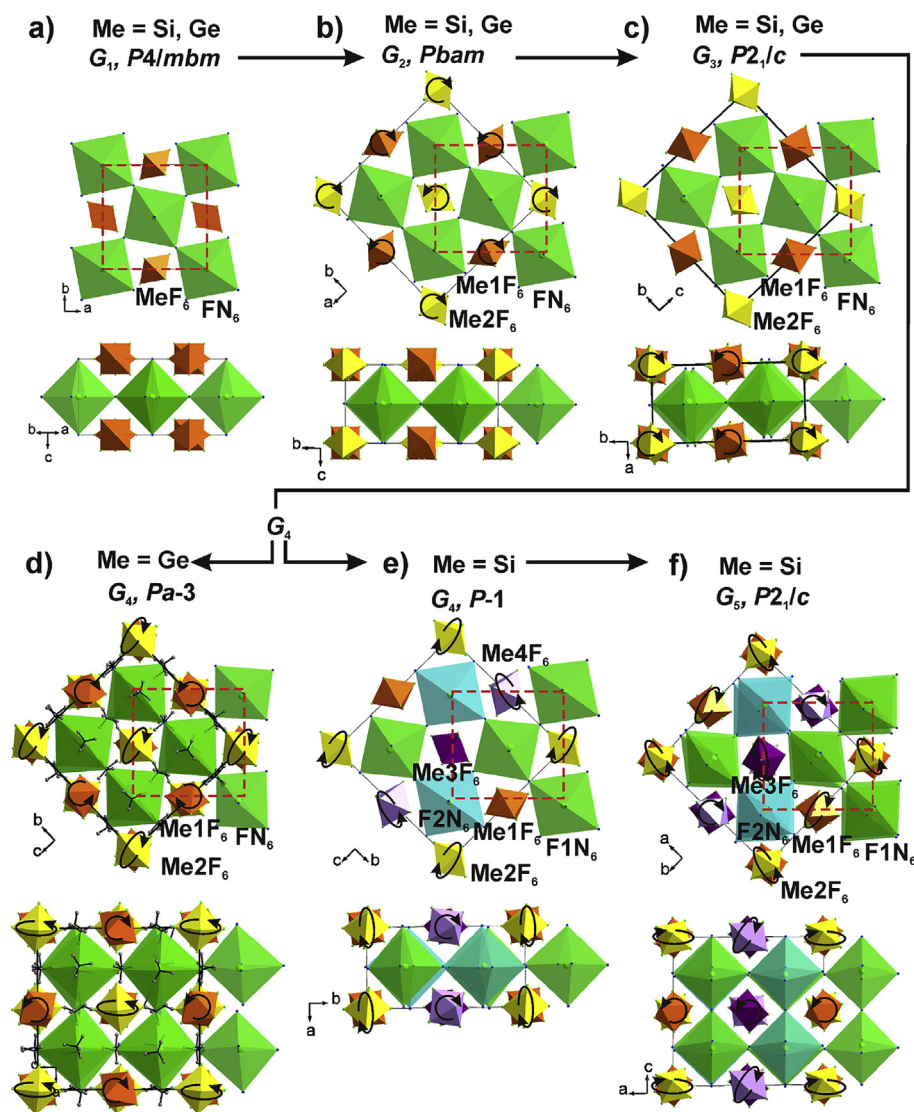 a)
Me = Si, Ge
G₁, P4/mbm
b)
Me = Si, Ge
G₂, Pbam
c)
Me = Si, Ge
G₃, P2₁/c
b
a
MeF₆
FN₆
b
a
Me1F₆
FN₆
Me2F₆
b
c
Me1F₆
FN₆
Me2F₆
b
a
c
b
c
b
a
G₄
d)
Me = Ge
G₄, Pa-3
e)
Me = Si
G₄, P-1
f)
Me = Si
G₅, P2₁/c
b
c
Me1F₆
FN₆
Me2F₆
Me4F₆
Me3F₆
F2N₆
Me1F₆
F1N₆
c
b
Me2F₆
Me3F₆
F2N₆
Me1F₆
F1N₆
a
b
Me2F₆
a
b
a
c
a